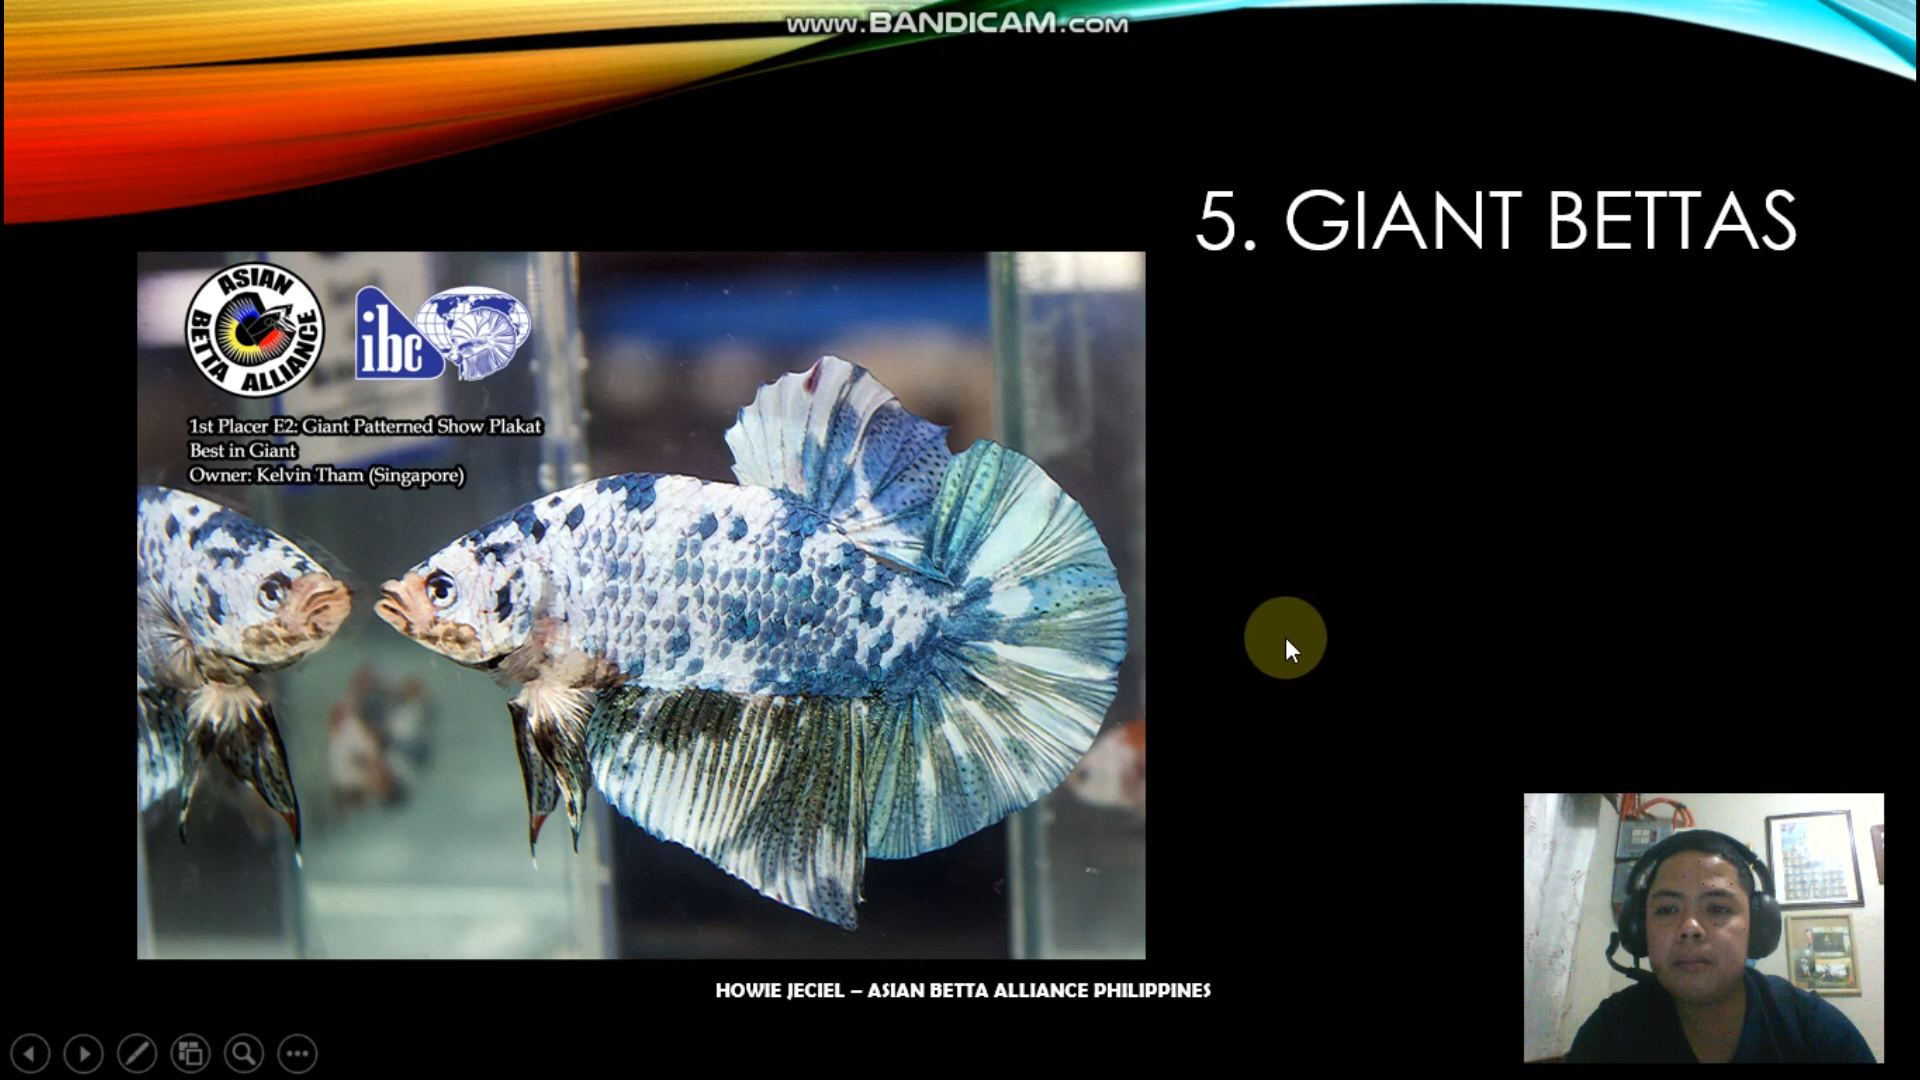 www.BANDICAM.com
5. GIANT BETTAS
ASIAN
BETTA ALLIANCE
ibc
1st Placer E2: Giant Patterned Show Plakat
Best in Giant
Owner: Kelvin Tham (Singapore)
HOWIE JECIEL – ASIAN BETTA ALLIANCE PHILIPPINES